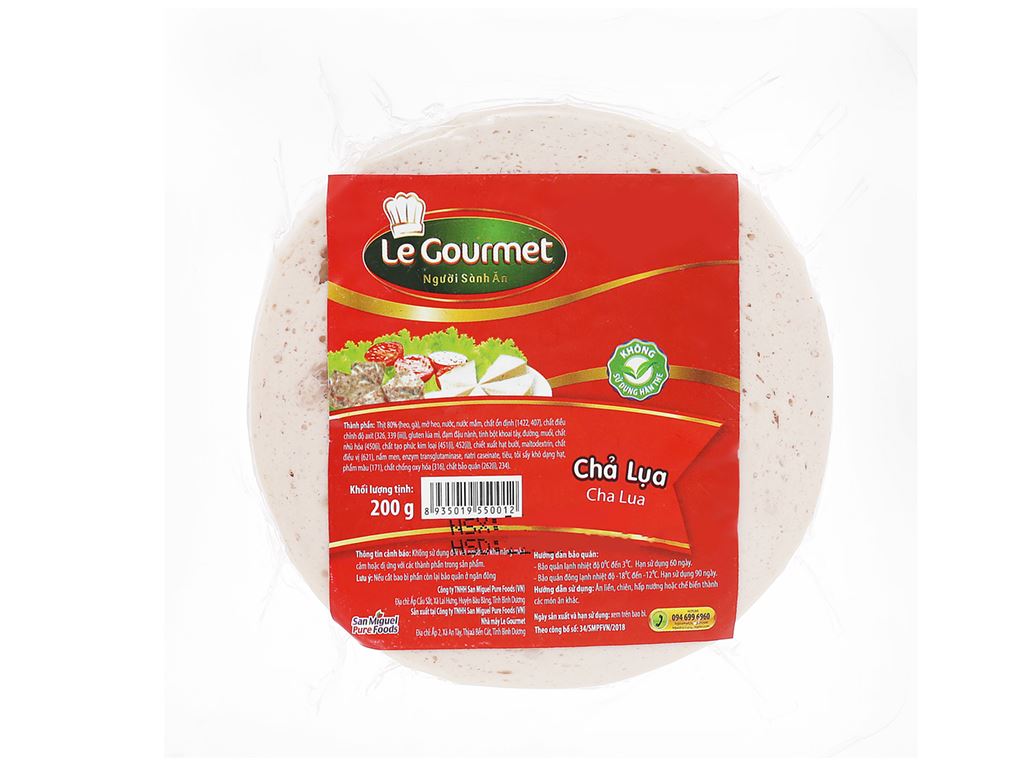 Le Gourmet
Người Sành Ăn
KHÔNG
SỬ DỤNG HÀN THE
Thành phần: Thịt 80% (heo, gà), mỡ heo, nước, nước mắm, chất ổn định (1422, 407), chất điều
chỉnh độ axit (326, 339 (iii)), gluten lúa mì, đạm đậu nành, tinh bột khoai tây, đường, muối, chất
nhũ hóa (450(i), chất tạo phức kim loại (451(i), 452(i)), chiết xuất hạt bưởi, maltodextrin, chất
điều vị (621), nấm men, enzym transglutaminase, natri caseinate, tiêu, tỏi sấy khô dạng hạt,
phẩm màu (171), chất chống oxy hóa (316), chất bảo quản (262(i), 234).
Khối lượng tịnh:
200 g
8 935019 550012
Chả Lụa
Cha Lua
NSX:
HSD:
Thông tin cảnh báo: Không sử dụng
cảm hoặc dị ứng với các thành phần trong sản phẩm.
Lưu ý: Nếu cắt bao bì phần còn lại bảo quản ở ngăn đông
Công ty TNHH San Miguel Pure Foods (VN)
Địa chỉ: Ấp Cầu Sắt, Xã Lai Hưng, Huyện Bàu Bàng, Tỉnh Bình Dương
Sản xuất tại Công ty TNHH San Miguel Pure Foods (VN)
Nhà máy Le Gourmet
Địa chỉ: Ấp 2, Xã An Tây, Thị xã Bến Cát, Tỉnh Bình Dương
San Miguel
Pure Foods
Hướng dẫn bảo quản:
- Bảo quản lạnh nhiệt độ 0°C đến 3°C. Hạn sử dụng 60 ngày.
- Bảo quản đông lạnh nhiệt độ -18°C đến -12°C. Hạn sử dụng 90 ngày.
Hướng dẫn sử dụng: Ăn liền, chiên, hấp nướng hoặc chế biến thành
các món ăn khác.
Ngày sản xuất và hạn sử dụng: xem trên bao bì.
Theo công bố số: 34/SMPFVN/2018
HOTLINE
094 699 6960